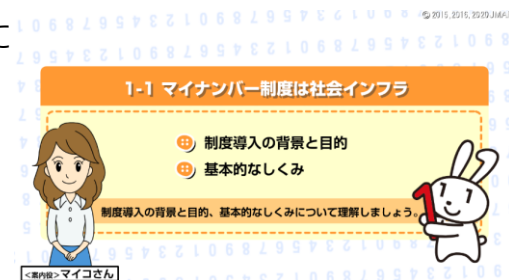 © 2015, 2016, 2020 JMA
に
1-1 マイナンバー制度は社会インフラ
制度導入の背景と目的
基本的なしくみ
制度導入の背景と目的、基本的なしくみについて理解しましょう。
1
<案内役>マイコさん